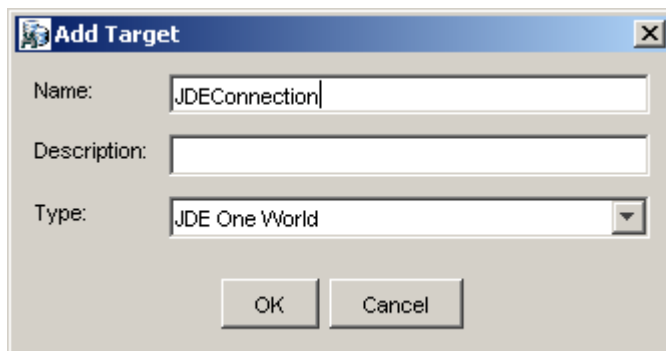 Add Target
Name: JDEConnection
Description:
Type: JDE One World
OK Cancel